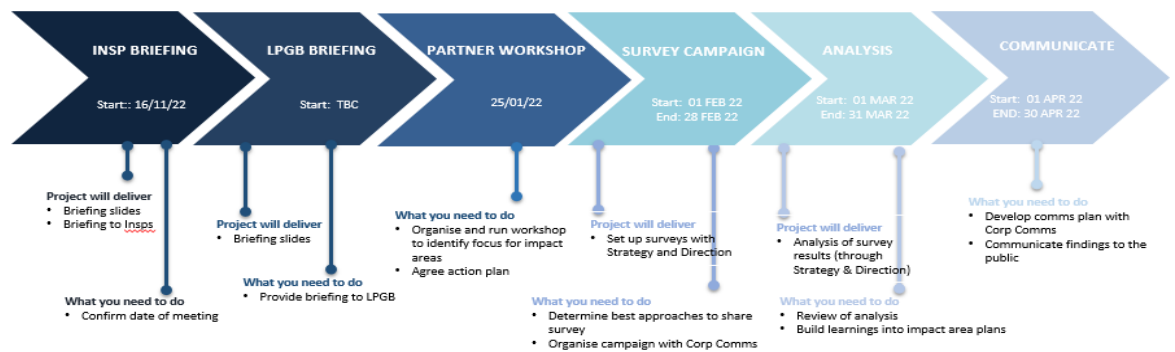 INSP BRIEFING
Start:: 16/11/22
LPGB BRIEFING
Start: TBC
PARTNER WORKSHOP
25/01/22
SURVEY CAMPAIGN
Start: 01 FEB 22
End: 28 FEB 22
ANALYSIS
Start: 01 MAR 22
End: 31 MAR 22
COMMUNICATE
Start: 01 APR 22
END: 30 APR 22
Project will deliver
• Briefing slides
• Briefing to Insps
What you need to do
• Confirm date of meeting
Project will deliver
• Briefing slides
What you need to do
• Provide briefing to LPGB
What you need to do
• Organise and run workshop
to identify focus for impact
areas
• Agree action plan
Project will deliver
• Set up surveys with
Strategy and Direction
What you need to do
• Determine best approaches to share
survey
• Organise campaign with Corp Comms
Project will deliver
• Analysis of survey
results (through
Strategy & Direction)
What you need to do
• Review of analysis
• Build learnings into impact area plans
What you need to do
• Develop comms plan with
Corp Comms
• Communicate findings to the
public